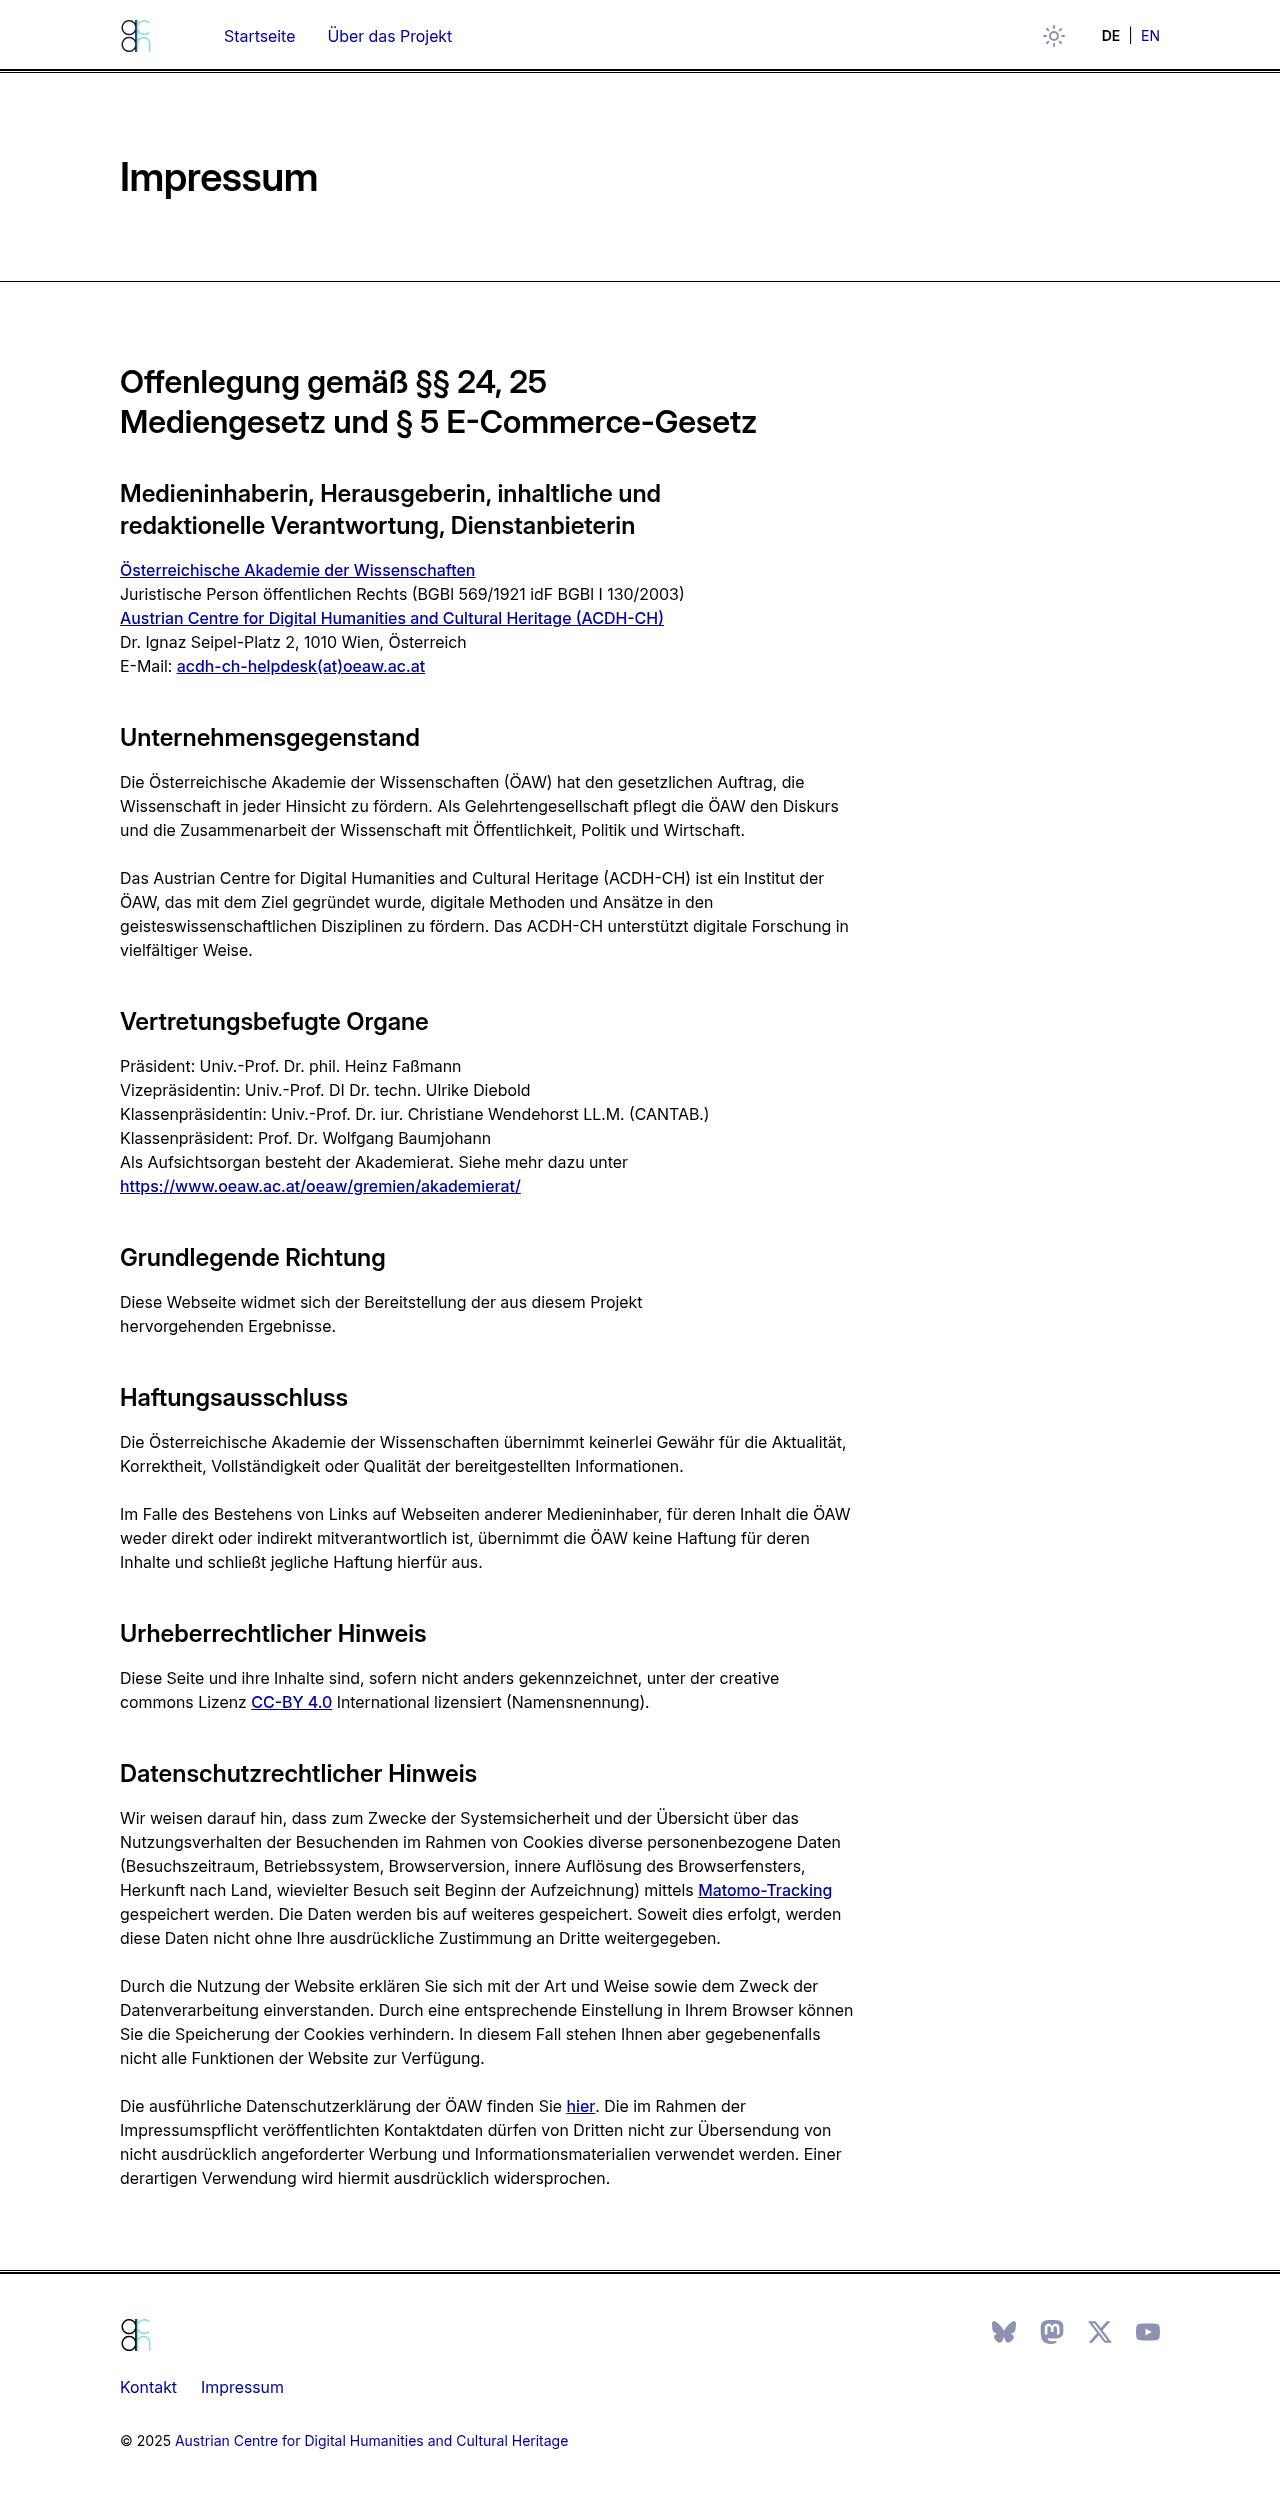 Startseite
Über das Projekt
DE | EN
Impressum
Offenlegung gemäß §§ 24, 25
Mediengesetz und § 5 E-Commerce-Gesetz
Medieninhaberin, Herausgeberin, inhaltliche und
redaktionelle Verantwortung, Dienstanbieterin
Österreichische Akademie der Wissenschaften
Juristische Person öffentlichen Rechts (BGBl 569/1921 idF BGBl I 130/2003)
Austrian Centre for Digital Humanities and Cultural Heritage (ACDH-CH)
Dr. Ignaz Seipel-Platz 2, 1010 Wien, Österreich
E-Mail: acdh-ch-helpdesk(at)oeaw.ac.at
Unternehmensgegenstand
Die Österreichische Akademie der Wissenschaften (ÖAW) hat den gesetzlichen Auftrag, die
Wissenschaft in jeder Hinsicht zu fördern. Als Gelehrtengesellschaft pflegt die ÖAW den Diskurs
und die Zusammenarbeit der Wissenschaft mit Öffentlichkeit, Politik und Wirtschaft.
Das Austrian Centre for Digital Humanities and Cultural Heritage (ACDH-CH) ist ein Institut der
ÖAW, das mit dem Ziel gegründet wurde, digitale Methoden und Ansätze in den
geisteswissenschaftlichen Disziplinen zu fördern. Das ACDH-CH unterstützt digitale Forschung in
vielfältiger Weise.
Vertretungsbefugte Organe
Präsident: Univ.-Prof. Dr. phil. Heinz Faßmann
Vizepräsidentin: Univ.-Prof. DI Dr. techn. Ulrike Diebold
Klassenpräsidentin: Univ.-Prof. Dr. iur. Christiane Wendehorst LL.M. (CANTAB.)
Klassenpräsident: Prof. Dr. Wolfgang Baumjohann
Als Aufsichtsorgan besteht der Akademierat. Siehe mehr dazu unter
https://www.oeaw.ac.at/oeaw/gremien/akademierat/
Grundlegende Richtung
Diese Webseite widmet sich der Bereitstellung der aus diesem Projekt
hervorgehenden Ergebnisse.
Haftungsausschluss
Die Österreichische Akademie der Wissenschaften übernimmt keinerlei Gewähr für die Aktualität,
Korrektheit, Vollständigkeit oder Qualität der bereitgestellten Informationen.
Im Falle des Bestehens von Links auf Webseiten anderer Medieninhaber, für deren Inhalt die ÖAW
weder direkt oder indirekt mitverantwortlich ist, übernimmt die ÖAW keine Haftung für deren
Inhalte und schließt jegliche Haftung hierfür aus.
Urheberrechtlicher Hinweis
Diese Seite und ihre Inhalte sind, sofern nicht anders gekennzeichnet, unter der creative
commons Lizenz CC-BY 4.0 International lizensiert (Namensnennung).
Datenschutzrechtlicher Hinweis
Wir weisen darauf hin, dass zum Zwecke der Systemsicherheit und der Übersicht über das
Nutzungsverhalten der Besuchenden im Rahmen von Cookies diverse personenbezogene Daten
(Besuchszeitraum, Betriebssystem, Browserversion, innere Auflösung des Browserfensters,
Herkunft nach Land, wievielter Besuch seit Beginn der Aufzeichnung) mittels Matomo-Tracking
gespeichert werden. Die Daten werden bis auf weiteres gespeichert. Soweit dies erfolgt, werden
diese Daten nicht ohne Ihre ausdrückliche Zustimmung an Dritte weitergegeben.
Durch die Nutzung der Website erklären Sie sich mit der Art und Weise sowie dem Zweck der
Datenverarbeitung einverstanden. Durch eine entsprechende Einstellung in Ihrem Browser können
Sie die Speicherung der Cookies verhindern. In diesem Fall stehen Ihnen aber gegebenenfalls
nicht alle Funktionen der Website zur Verfügung.
Die ausführliche Datenschutzerklärung der ÖAW finden Sie hier. Die im Rahmen der
Impressumspflicht veröffentlichten Kontaktdaten dürfen von Dritten nicht zur Übersendung von
nicht ausdrücklich angeforderter Werbung und Informationsmaterialien verwendet werden. Einer
derartigen Verwendung wird hiermit ausdrücklich widersprochen.
Kontakt
Impressum
© 2025 Austrian Centre for Digital Humanities and Cultural Heritage